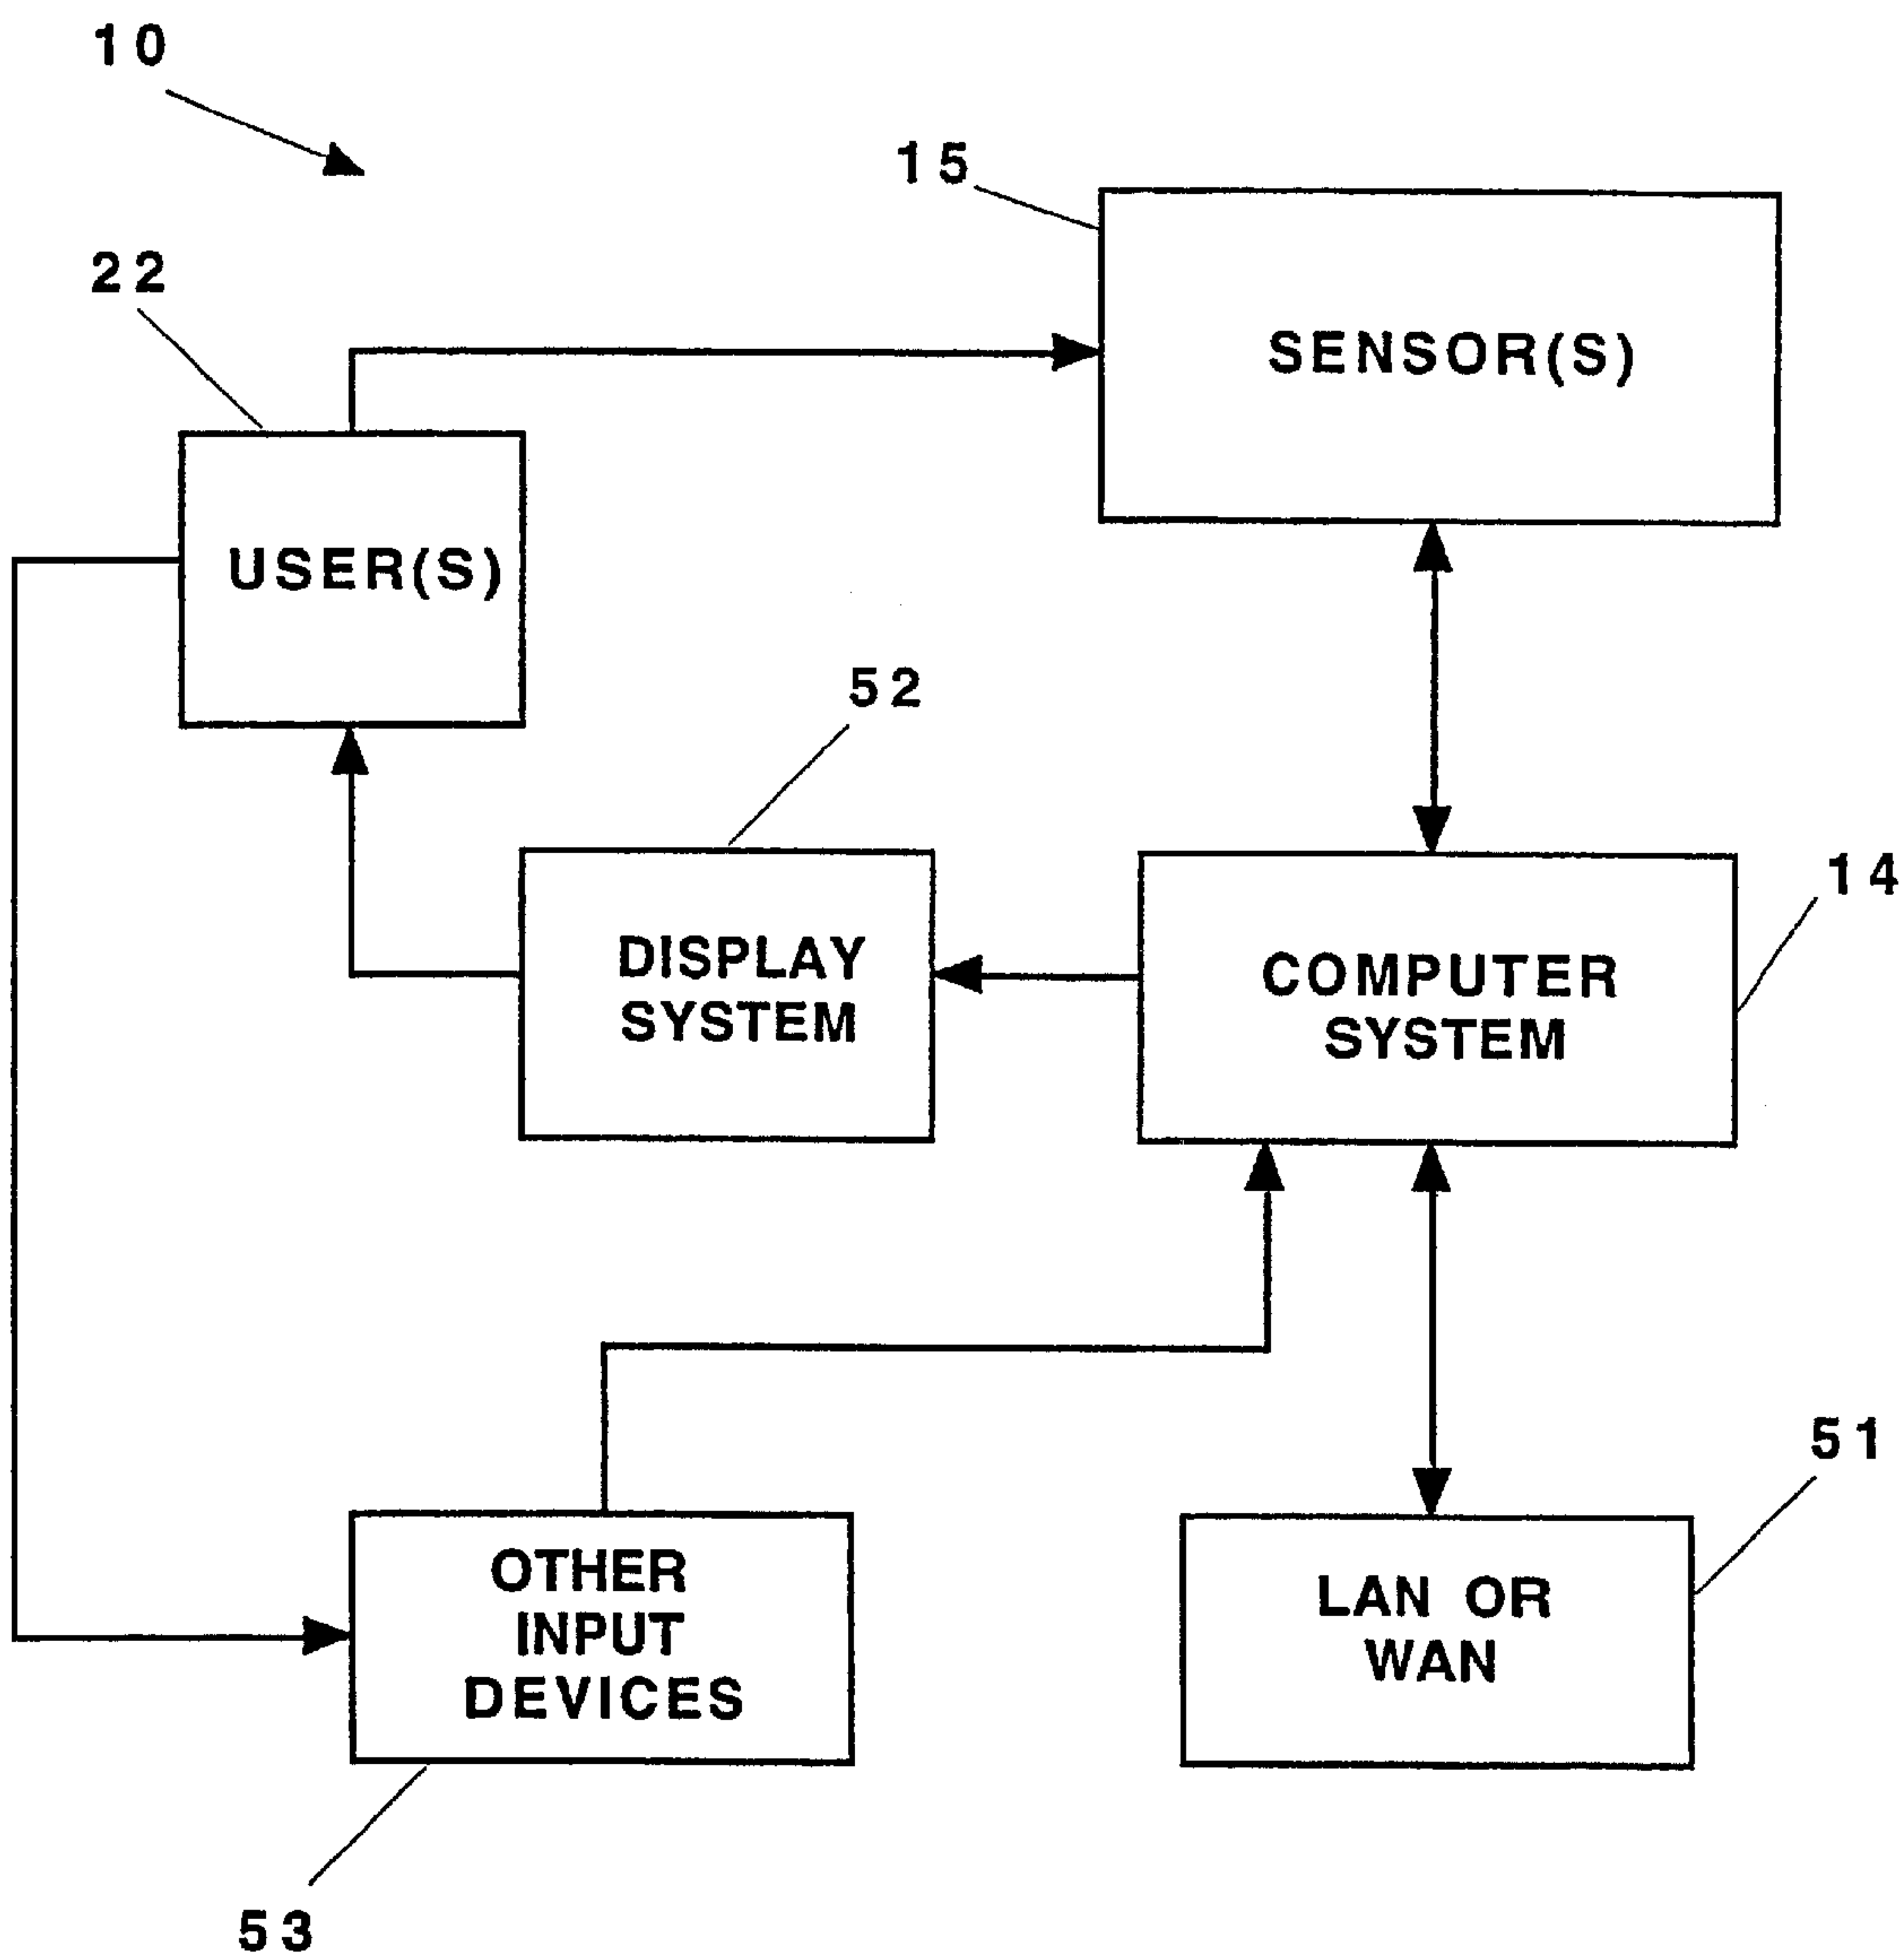 10
15
22
SENSOR(S)
USER(S)
52
14
DISPLAY
SYSTEM
COMPUTER
SYSTEM
51
OTHER
INPUT
DEVICES
LAN OR
WAN
53